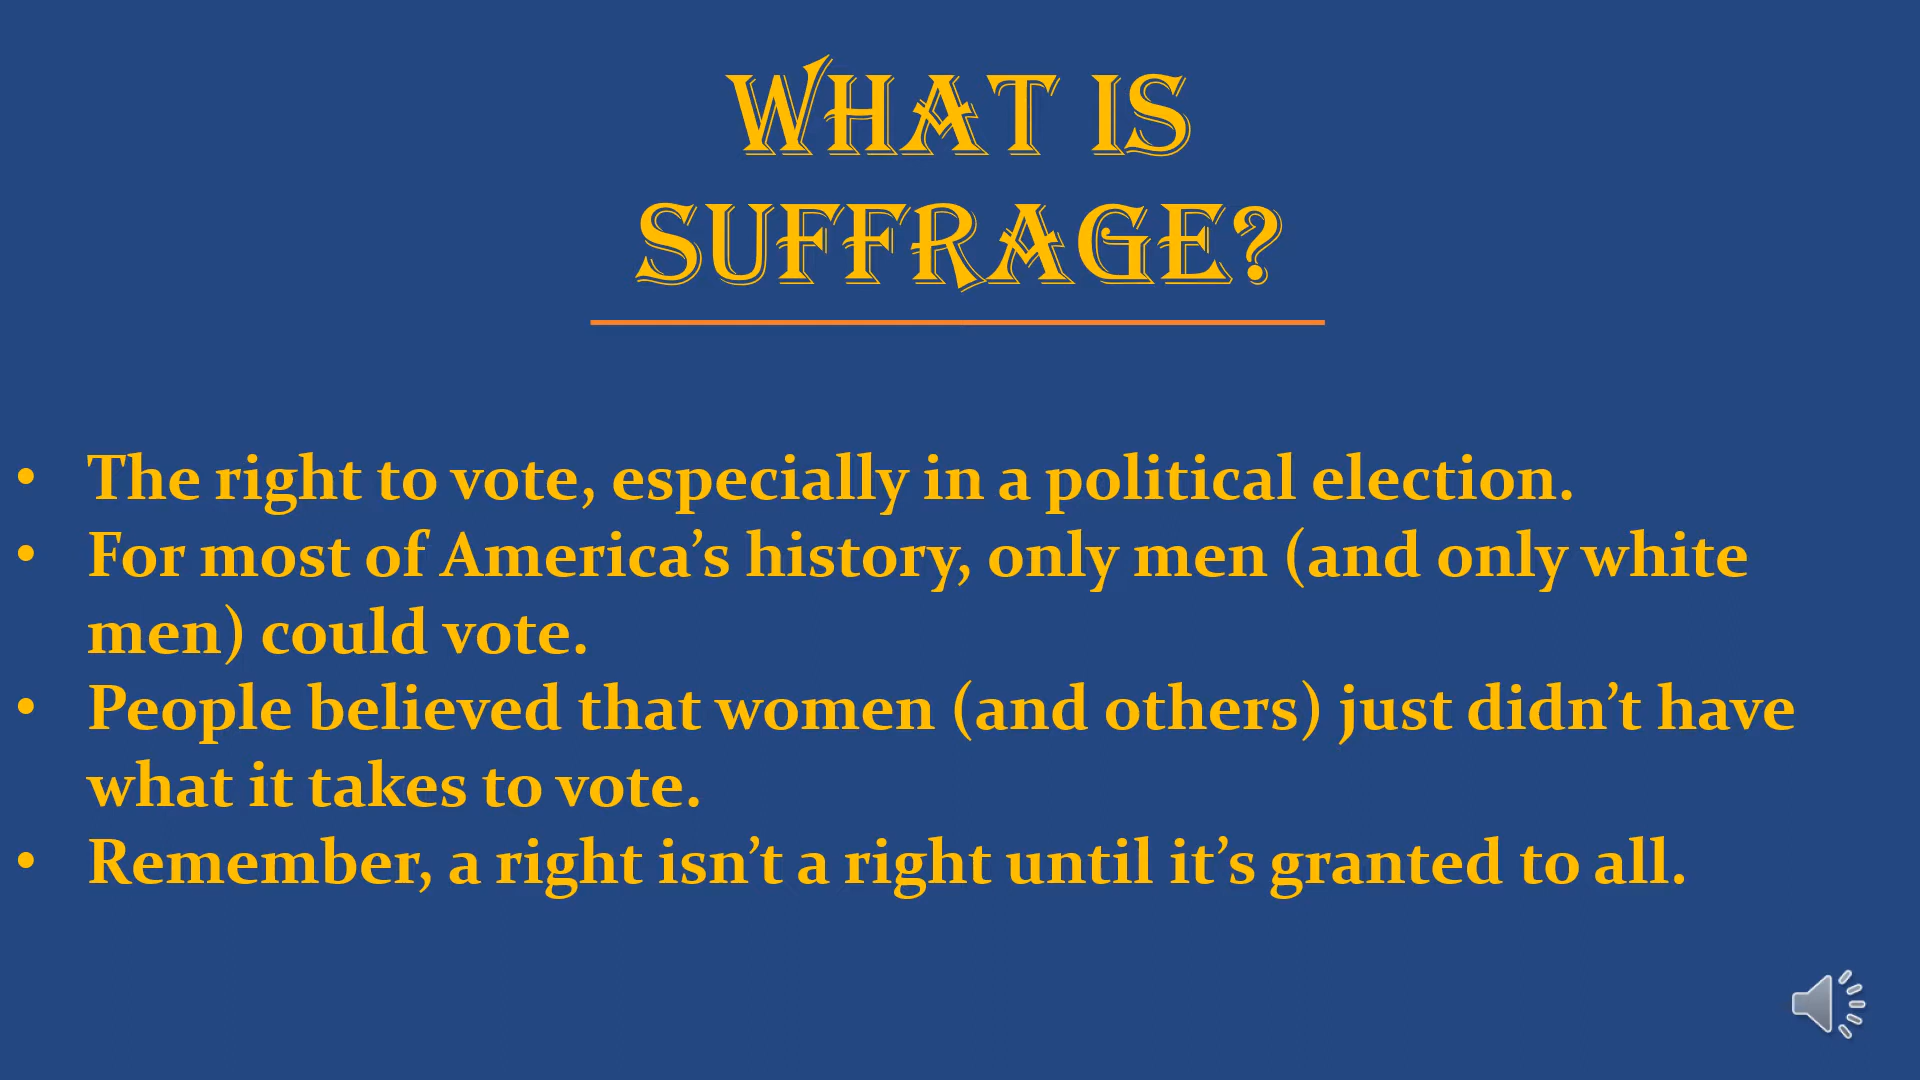 WHAT IS
SUFFRAGE?
• The right to vote, especially in a political election.
• For most of America’s history, only men (and only white
men) could vote.
• People believed that women (and others) just didn’t have
what it takes to vote.
• Remember, a right isn’t a right until it’s granted to all.